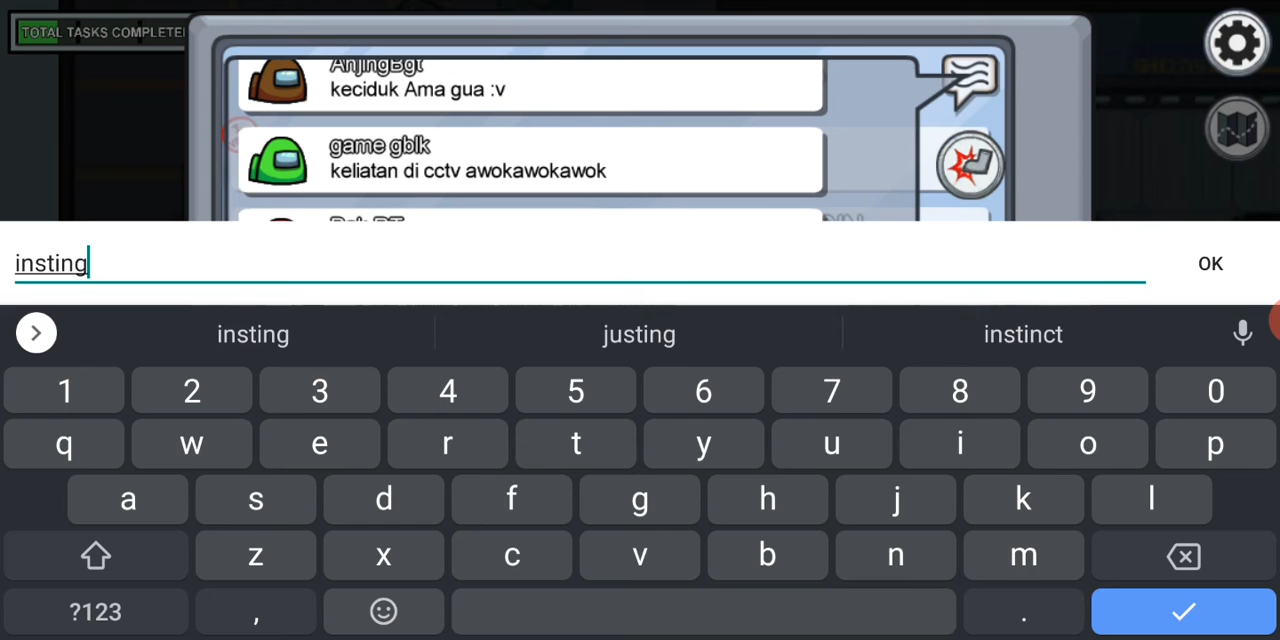 TOTAL TASKS COMPLETE
AnjingBgt
keciduk Ama gua :v
game gblk
keliatan di cctv awokawokawok
insting
OK
insting justing instinct
1 2 3 4 5 6 7 8 9 0
q w e r t y u i o p
a s d f g h j k l
z x c v b n m
?123 , .